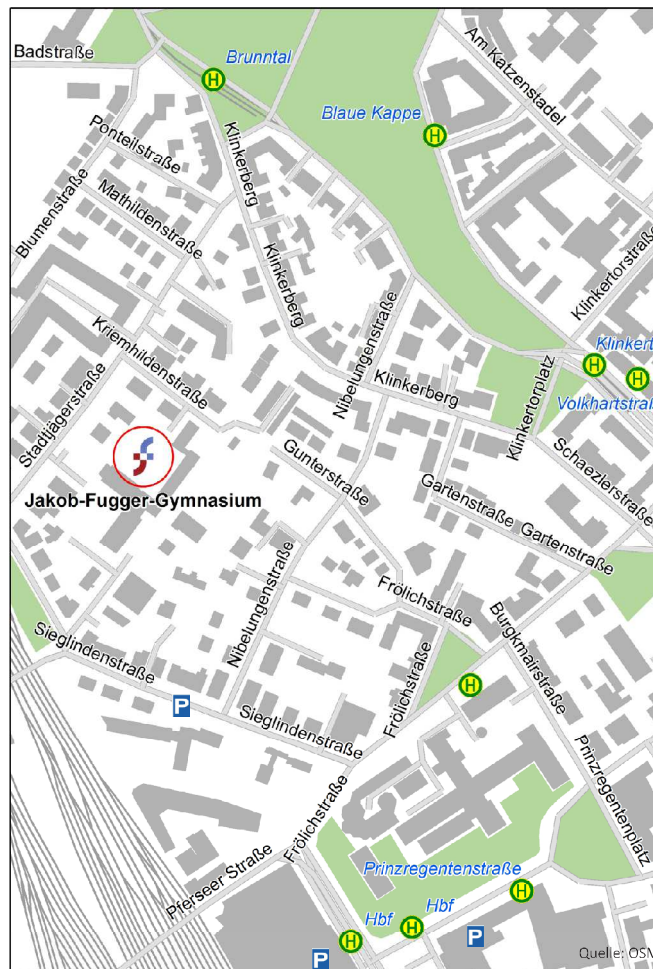 Badstraße
Brunntal
Am Katzenstadel
Blaue Kappe
H
H
Ponteilstraße
Klinkerberg
Blumenstraße
Mathildenstraße
Klinkerberg
Klinkertorstraße
Kriemhildenstraße
Nibelungenstraße
Klinkert
H
H
Klinkerberg
Klinkertorplatz
Volkhartstraß
Stadtjägerstraße
Jakob-Fugger-Gymnasium
Gunterstraße
Schaezlerstraße
Gartenstraße
Gartenstraße
Nibelungenstraße
Frölichstraße
Burgkmairstraße
Sieglindenstraße
Frölichstraße
H
P
Sieglindenstraße
Prinzregentenplatz
Frölichstraße
Pferseer Straße
Prinzregentenstraße
H
Hbf
Hbf
H
H
P
P
Quelle: OSM